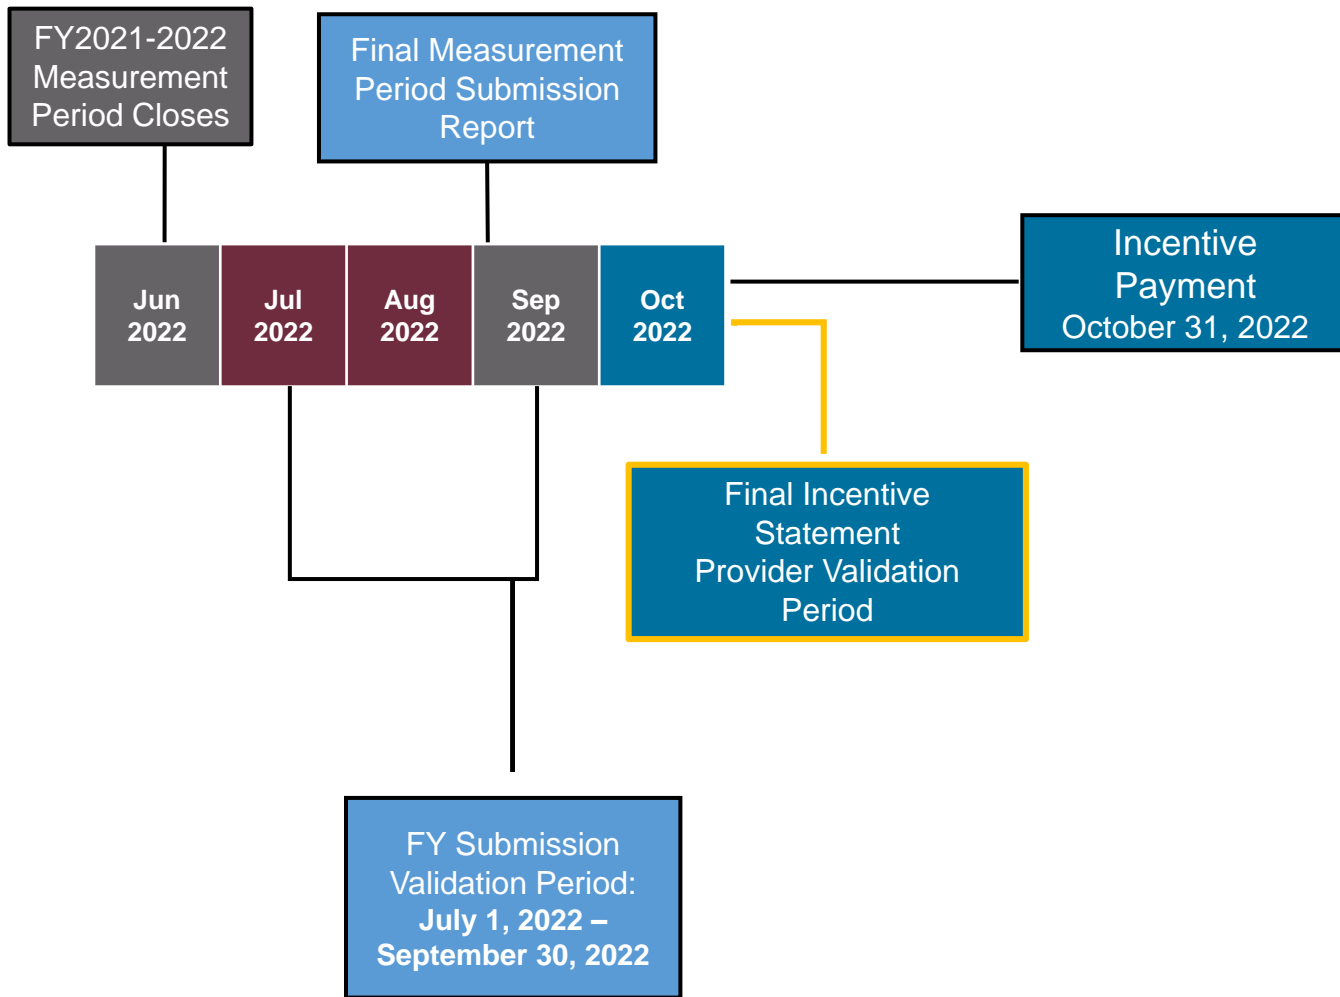 FY2021-2022
Measurement
Period Closes
Final Measurement
Period Submission
Report
Jun
2022
Jul
2022
Aug
2022
Sep
2022
Oct
2022
Incentive
Payment
October 31, 2022
Final Incentive
Statement
Provider Validation
Period
FY Submission
Validation Period:
July 1, 2022 –
September 30, 2022